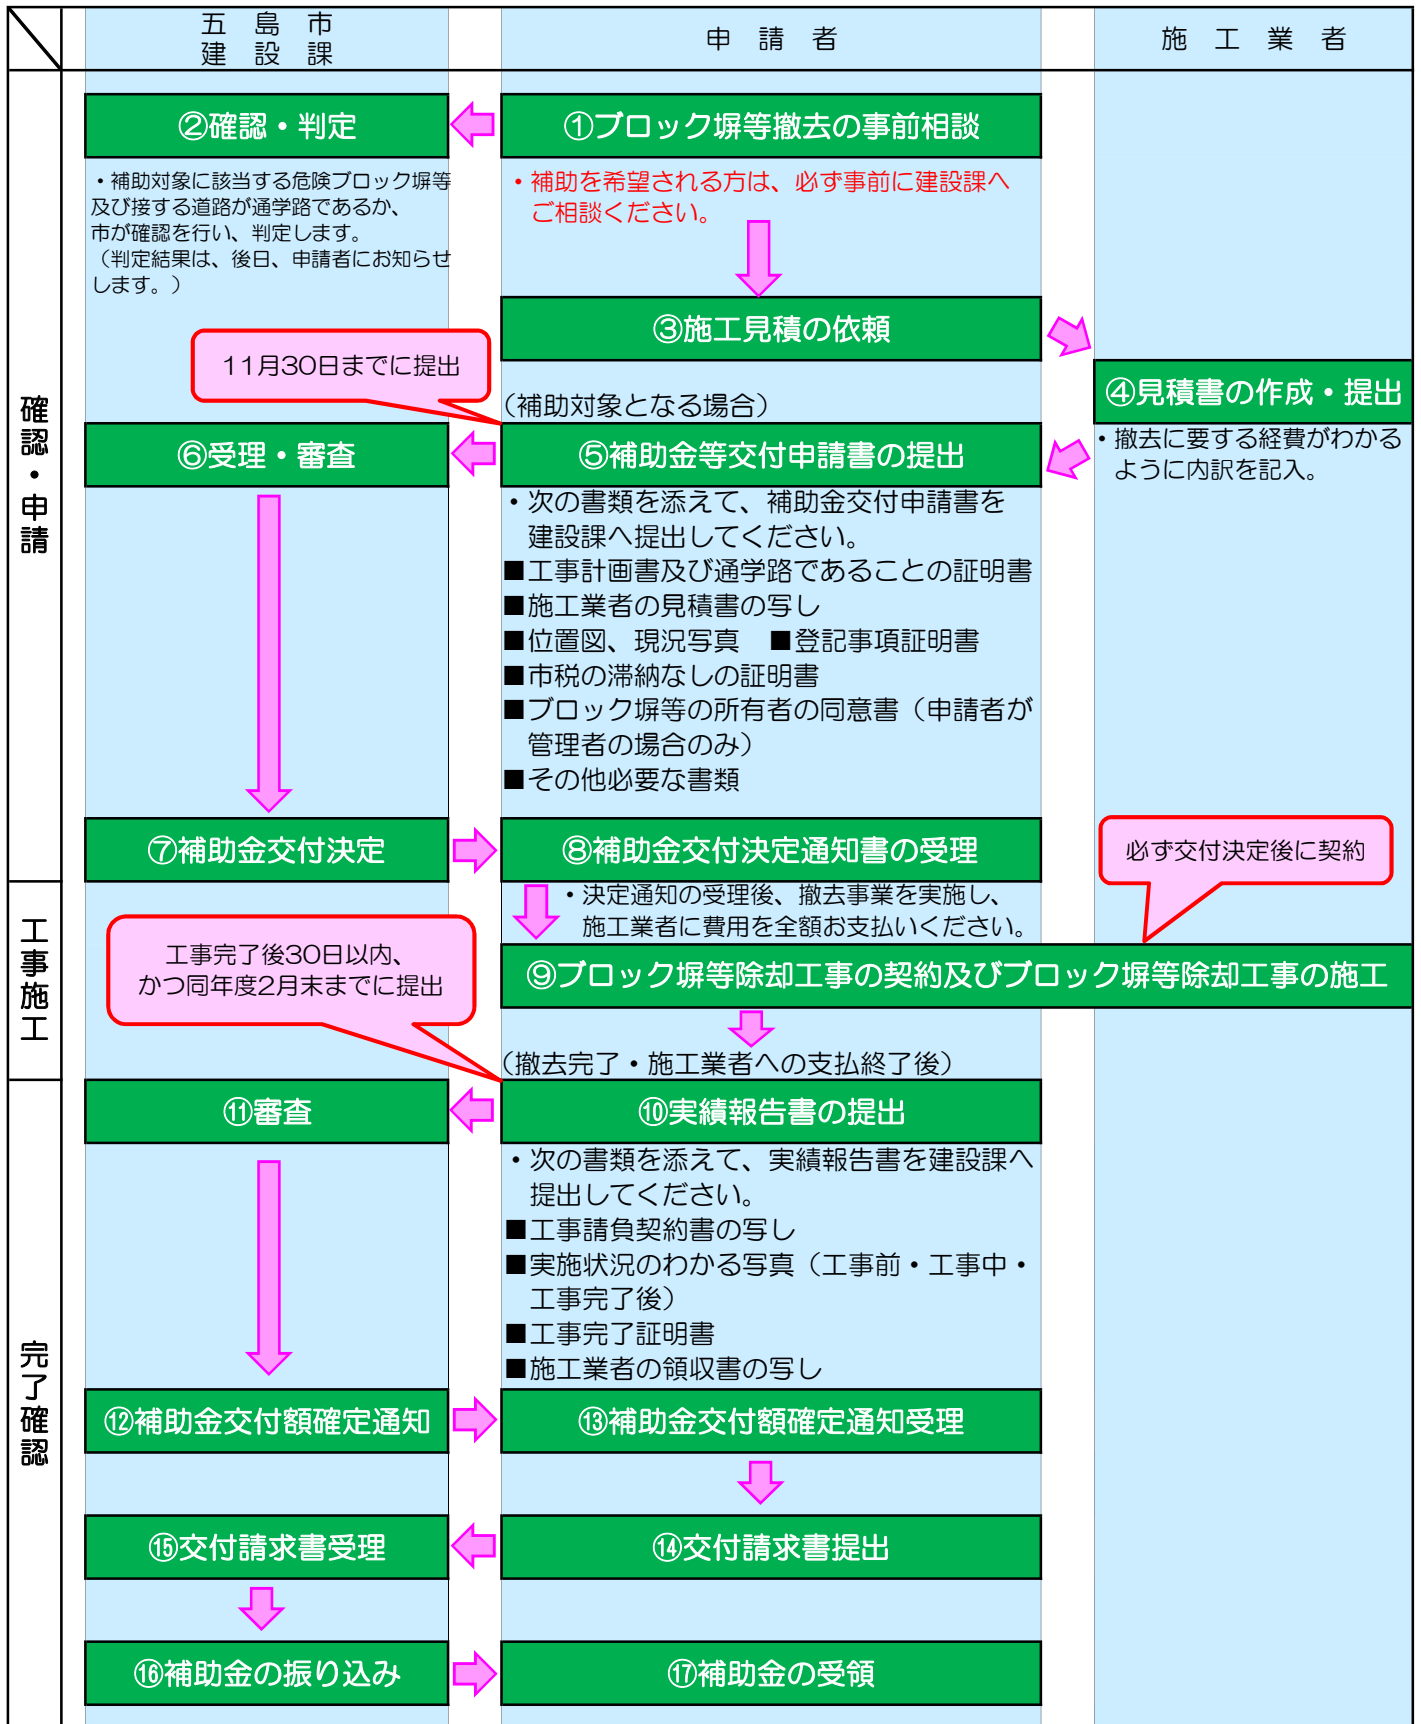 五島市
建設課
申請者
施工業者
確認・申請
②確認・判定
①ブロック塀等撤去の事前相談
・補助対象に該当する危険ブロック塀等
及び接する道路が通学路であるか、
市が確認を行い、判定します。
（判定結果は、後日、申請者にお知らせ
します。）
・補助を希望される方は、必ず事前に建設課へ
ご相談ください。
③施工見積の依頼
11月30日までに提出
④見積書の作成・提出
・撤去に要する経費がわかる
ように内訳を記入。
（補助対象となる場合）
⑥受理・審査
⑤補助金等交付申請書の提出
・次の書類を添えて、補助金交付申請書を
建設課へ提出してください。
■工事計画書及び通学路であることの証明書
■施工業者の見積書の写し
■位置図、現況写真　■登記事項証明書
■市税の滞納なしの証明書
■ブロック塀等の所有者の同意書（申請者が
管理者の場合のみ）
■その他必要な書類
⑦補助金交付決定
⑧補助金交付決定通知書の受理
必ず交付決定後に契約
工事施工
・決定通知の受理後、撤去事業を実施し、
施工業者に費用を全額お支払いください。
工事完了後30日以内、
かつ同年度2月末までに提出
⑨ブロック塀等除却工事の契約及びブロック塀等除却工事の施工
（撤去完了・施工業者への支払終了後）
完了確認
⑪審査
⑩実績報告書の提出
・次の書類を添えて、実績報告書を建設課へ
提出してください。
■工事請負契約書の写し
■実施状況のわかる写真（工事前・工事中・
工事完了後）
■工事完了証明書
■施工業者の領収書の写し
⑫補助金交付額確定通知
⑬補助金交付額確定通知受理
⑮交付請求書受理
⑭交付請求書提出
⑯補助金の振り込み
⑰補助金の受領